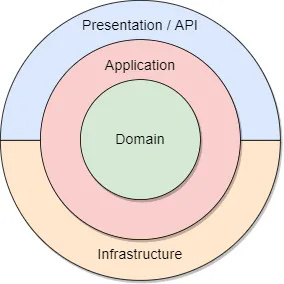 Presentation / API
Application
Domain
Infrastructure